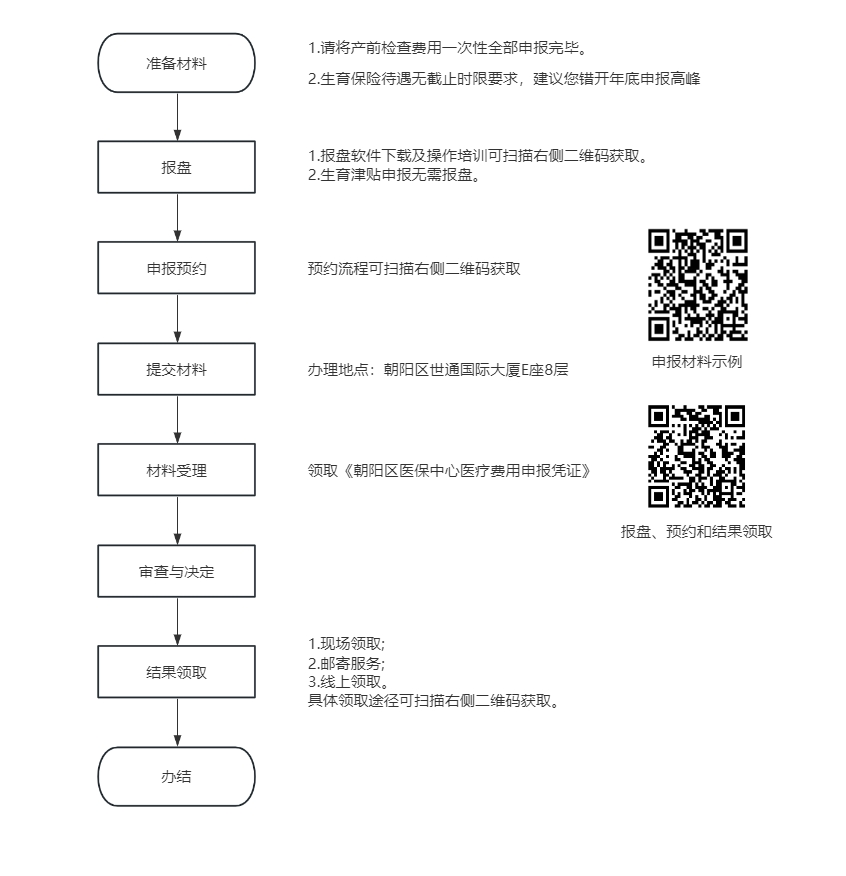 准备材料
1.请将产前检查费用一次性全部申报完毕。
2.生育保险待遇无截止时限要求，建议您错开年底申报高峰
报盘
1.报盘软件下载及操作培训可扫描右侧二维码获取。
2.生育津贴申报无需报盘。
申报预约
预约流程可扫描右侧二维码获取
申报材料示例
提交材料
办理地点：朝阳区世通国际大厦E座8层
材料受理
领取《朝阳区医保中心医疗费用申报凭证》
报盘、预约和结果领取
审查与决定
结果领取
1.现场领取;
2.邮寄服务;
3.线上领取。
具体领取途径可扫描右侧二维码获取。
办结